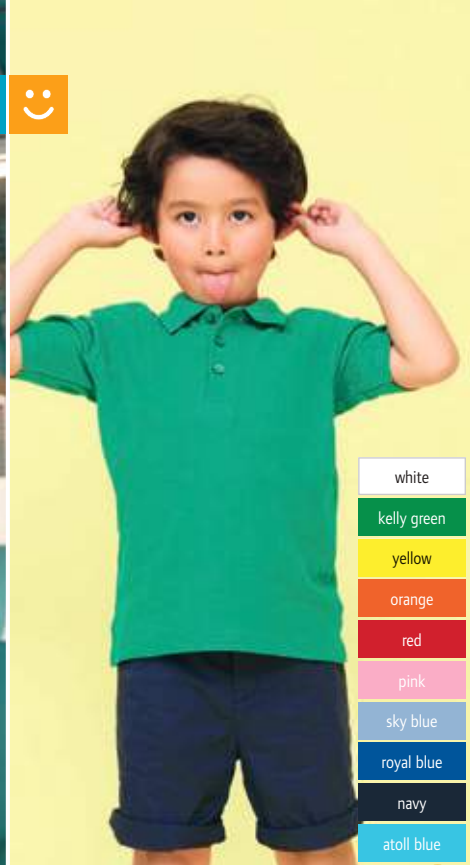 white
kelly green
yellow
orange
red
pink
sky blue
royal blue
navy
atoll blue